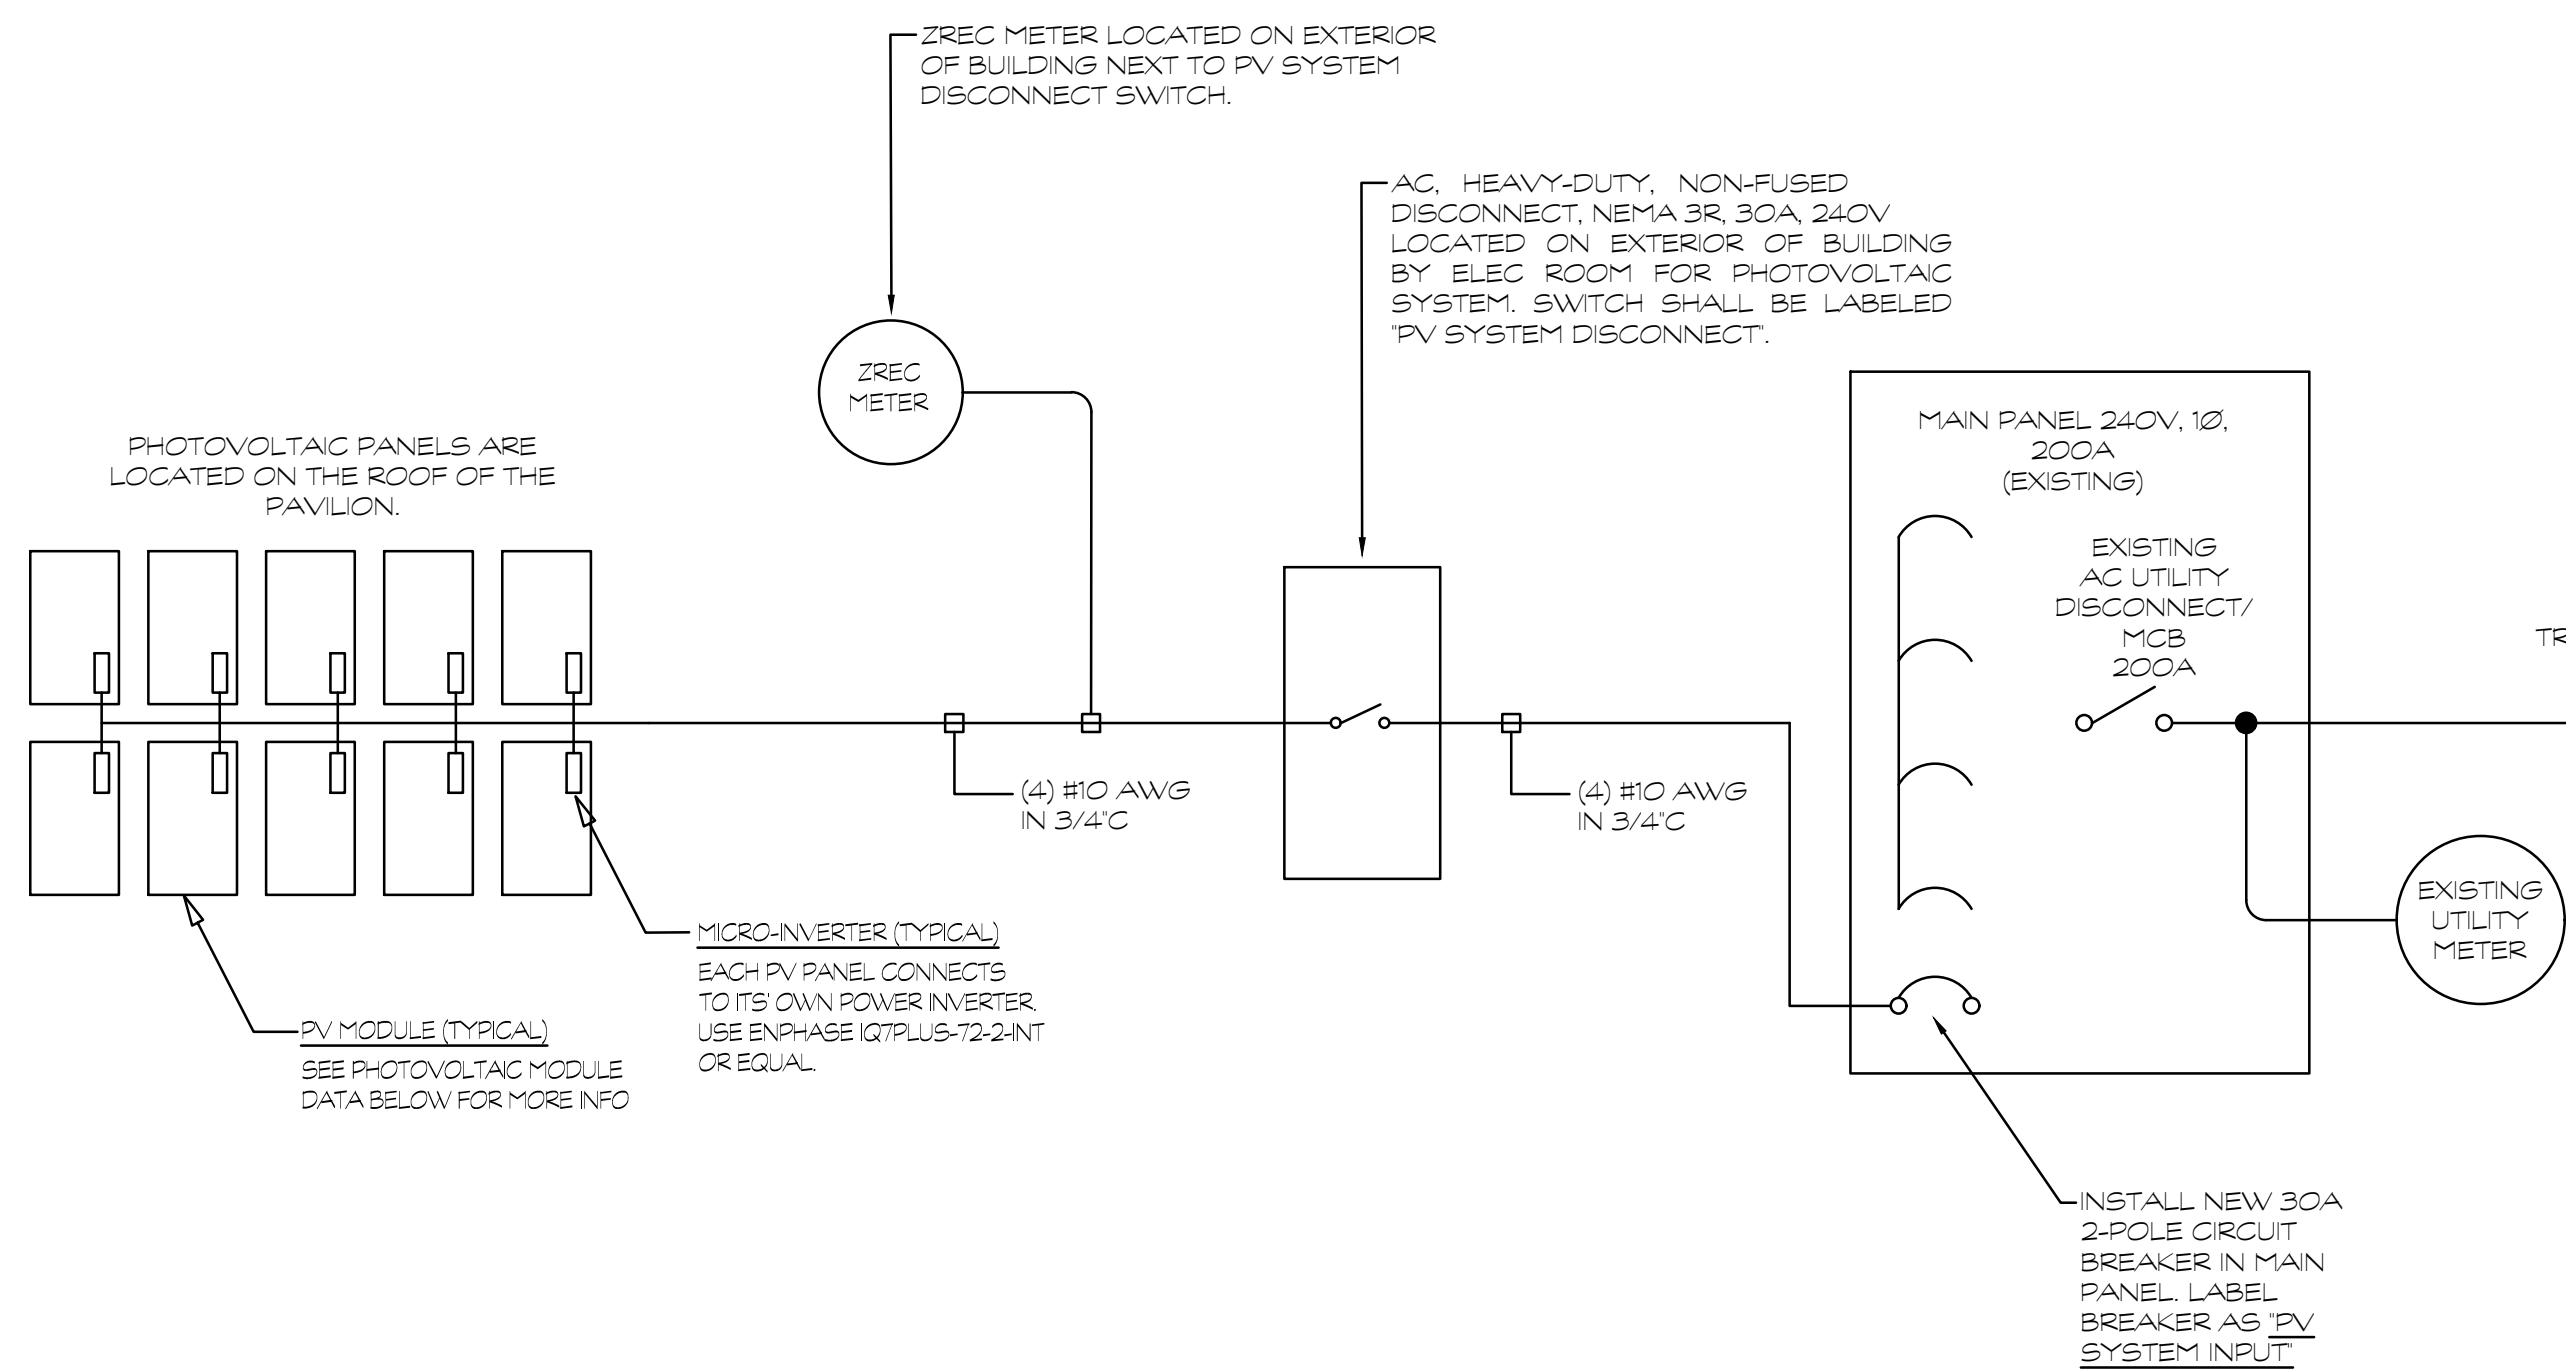 ZREC METER LOCATED ON EXTERIOR
OF BUILDING NEXT TO PV SYSTEM
DISCONNECT SWITCH.
AC, HEAVY-DUTY, NON-FUSED
DISCONNECT, NEMA 3R, 30A, 240V
LOCATED ON EXTERIOR OF BUILDING
BY ELEC ROOM FOR PHOTOVOLTAIC
SYSTEM. SWITCH SHALL BE LABELED
"PV SYSTEM DISCONNECT".
ZREC
METER
PHOTOVOLTAIC PANELS ARE
LOCATED ON THE ROOF OF THE
PAVILION.
MAIN PANEL 240V, 1Ø,
200A
(EXISTING)
EXISTING
AC UTILITY
DISCONNECT/
MCB
200A
TR
(4) #10 AWG
IN 3/4"C
(4) #10 AWG
IN 3/4"C
EXISTING
UTILITY
METER
MICRO-INVERTER (TYPICAL)
EACH PV PANEL CONNECTS
TO ITS' OWN POWER INVERTER.
USE ENPHASE IQ7PLUS-72-2-INT
OR EQUAL.
PV MODULE (TYPICAL)
SEE PHOTOVOLTAIC MODULE
DATA BELOW FOR MORE INFO
INSTALL NEW 30A
2-POLE CIRCUIT
BREAKER IN MAIN
PANEL. LABEL
BREAKER AS "PV
SYSTEM INPUT"